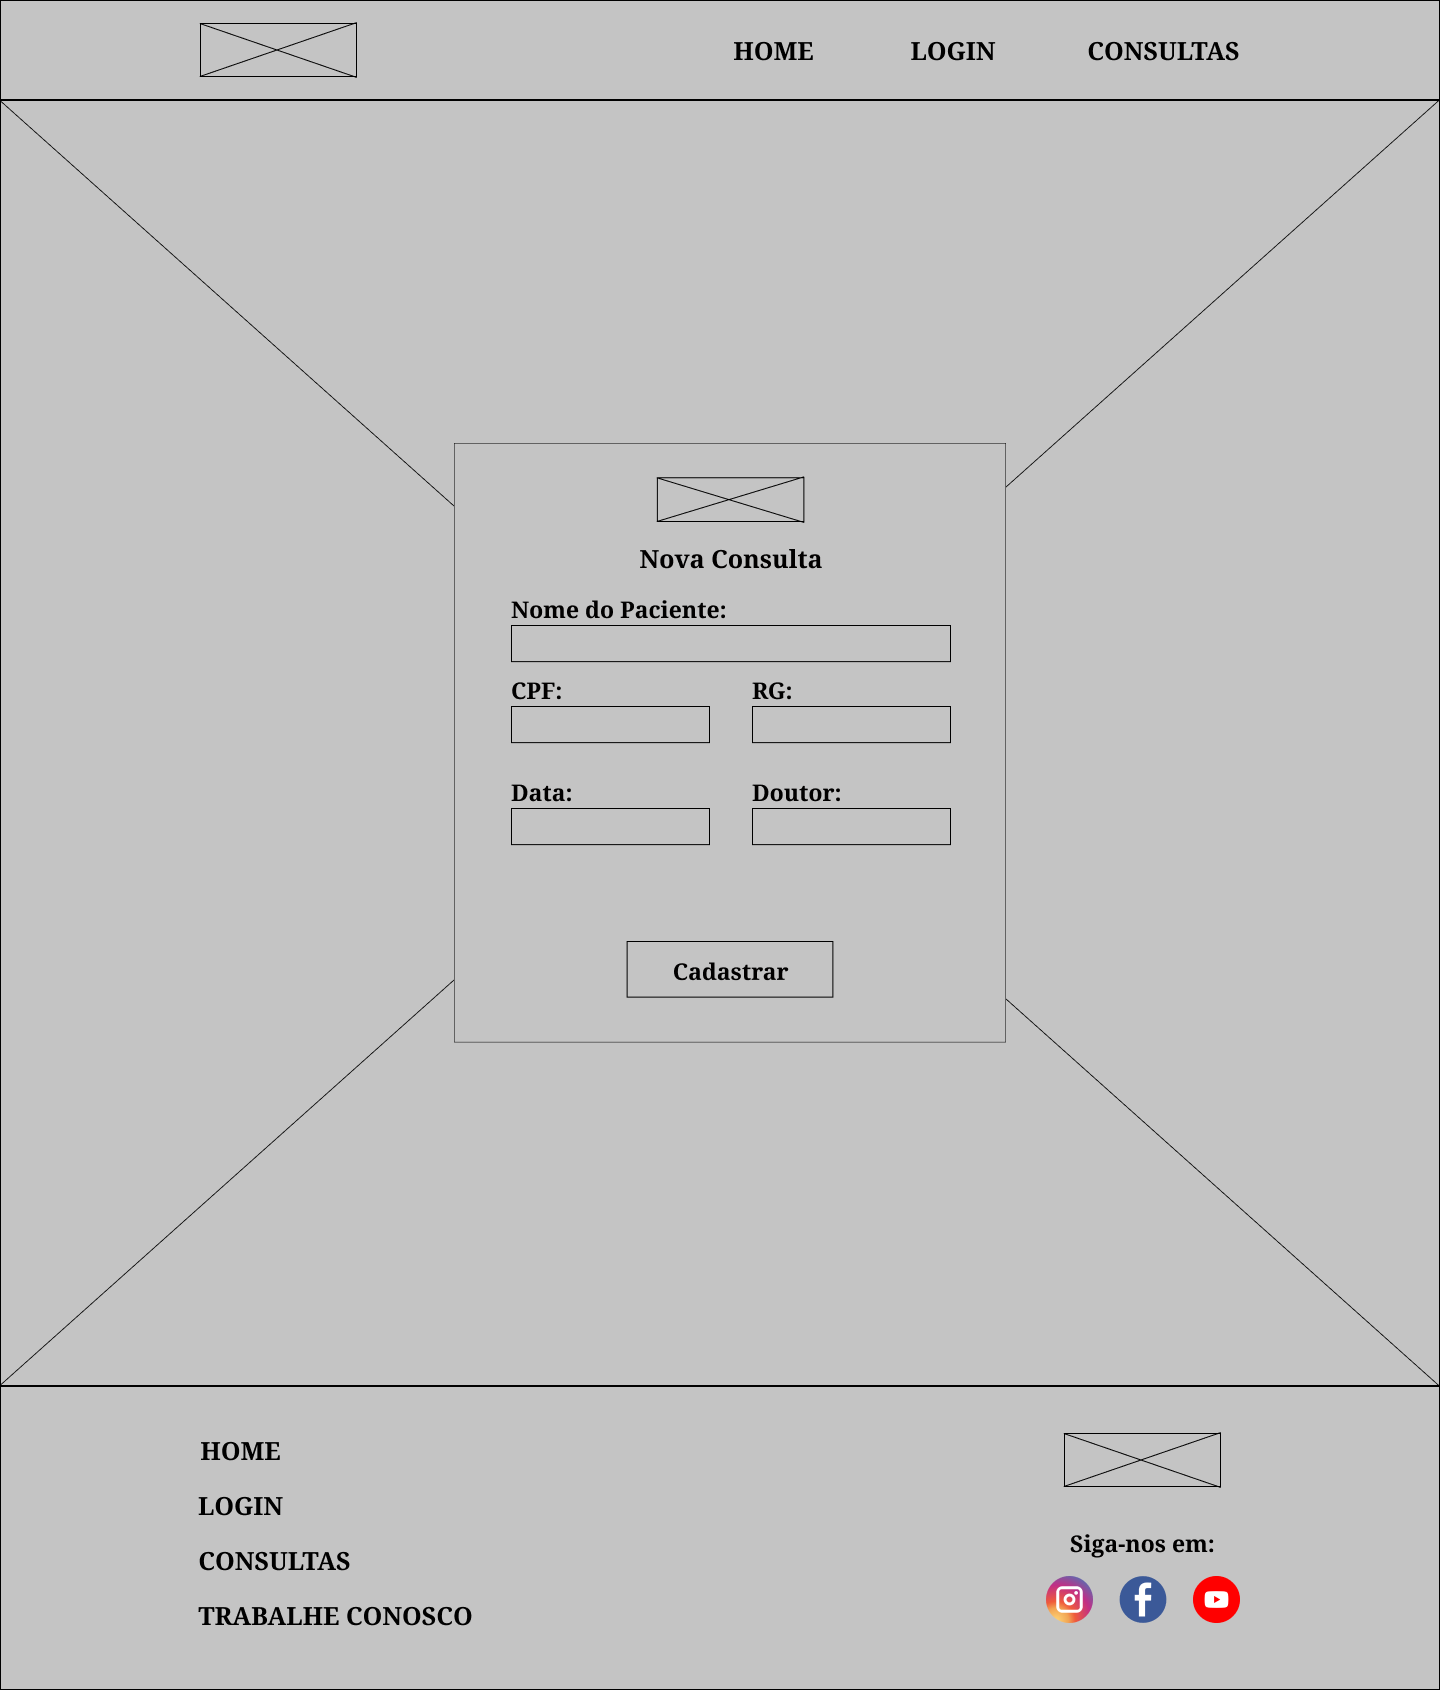 HOME LOGIN CONSULTAS
Nova Consulta
Nome do Paciente:
CPF: RG:
Data: Doutor:
Cadastrar
HOME
LOGIN
CONSULTAS
TRABALHE CONOSCO
Siga-nos em: